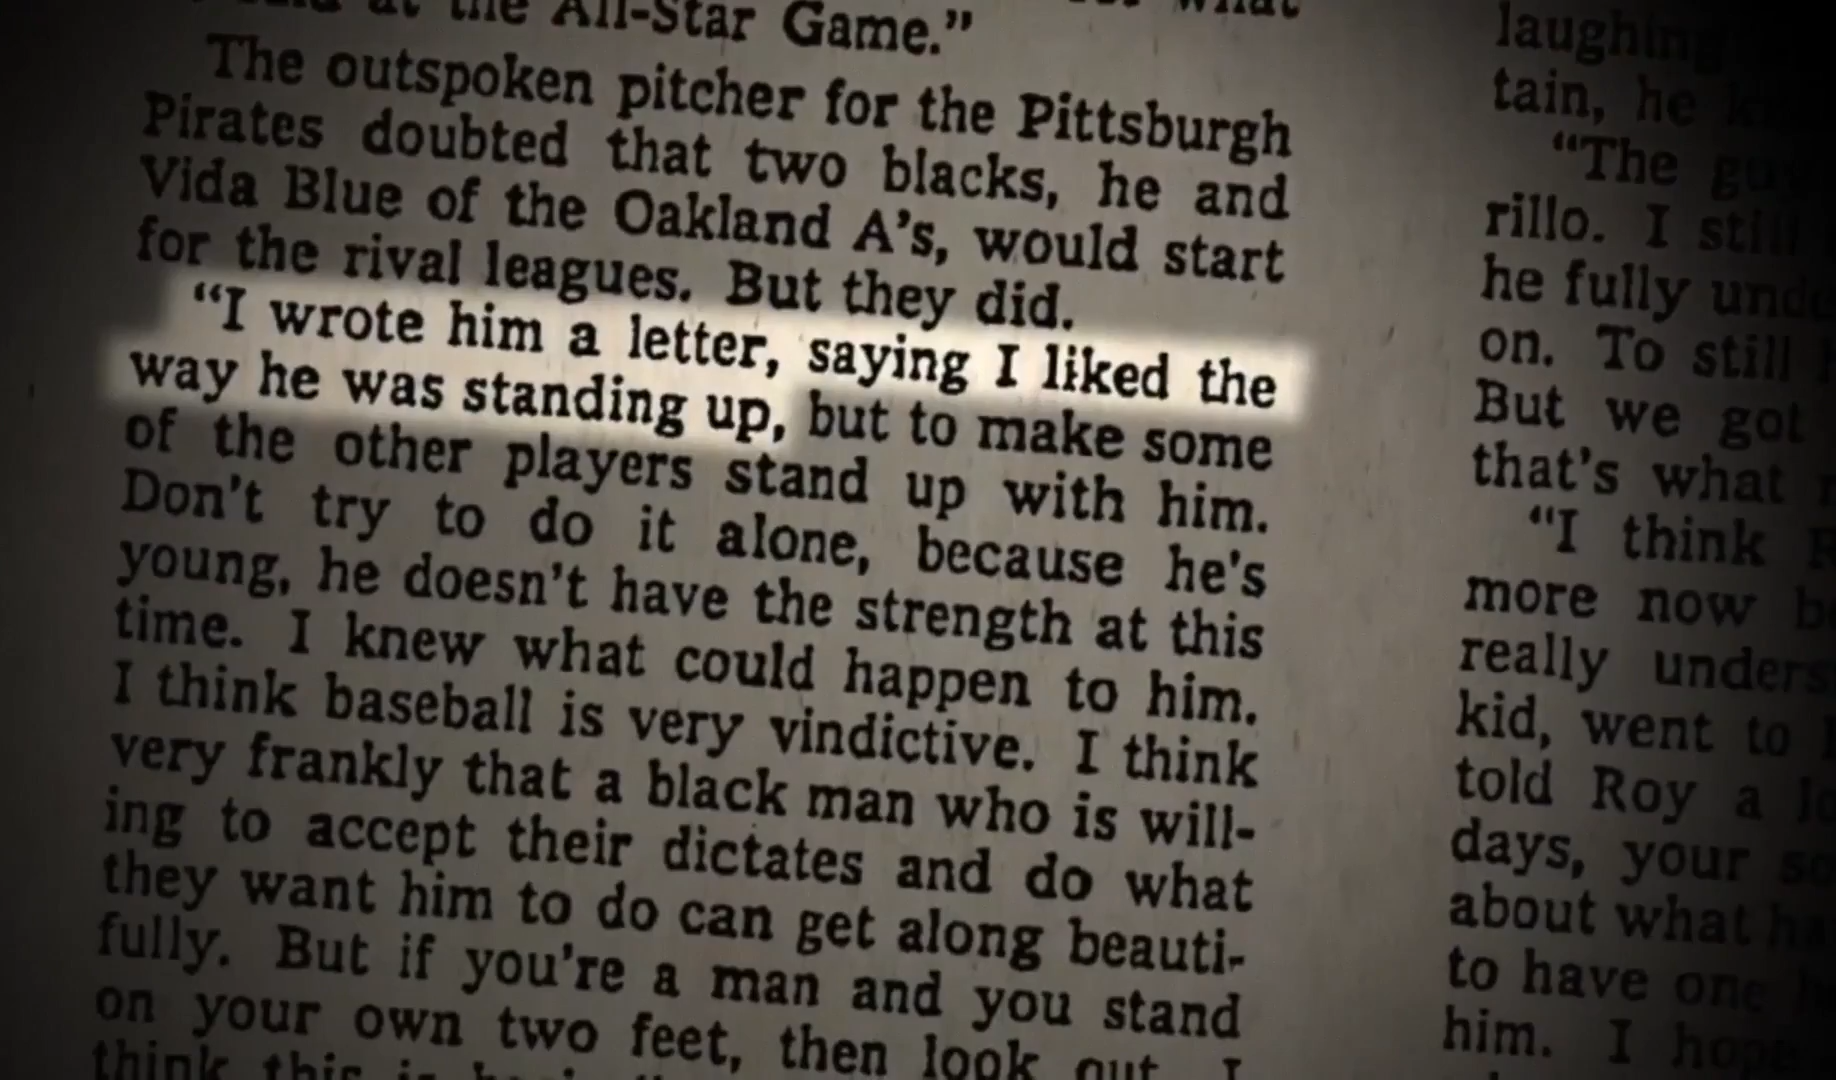 at the All-Star Game.”
The outspoken pitcher for the Pittsburgh
Pirates doubted that two blacks, he and
Vida Blue of the Oakland A's, would start
for the rival leagues. But they did.
“I wrote him a letter, saying I liked the
way he was standing up, but to make some
of the other players stand up with him.
Don't try to do it alone, because he's
young, he doesn't have the strength at this
time. I knew what could happen to him.
I think baseball is very vindictive. I think
very frankly that a black man who is will-
ing to accept their dictates and do what
they want him to do can get along beauti-
fully. But if you're a man and you stand
on your own two feet, then look out. I
think this is
laughing
tain, he
“The guy
rillo. I still
he fully
on. To still
But we got
that's what
“I think
more now
really
kid, went to
told Roy a
days, your
about what
to have one
him. I hope